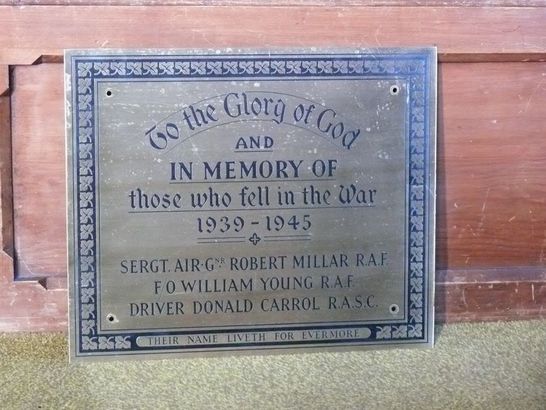 To the Glory of God
AND
IN MEMORY OF
those who fell in the War
1939-1945
SERGT. AIR-GNR ROBERT MILLAR R.A.F.
F O WILLIAM YOUNG R.A.F.
DRIVER DONALD CARROL R.A.S.C.
THEIR NAME LIVETH FOR EVERMORE